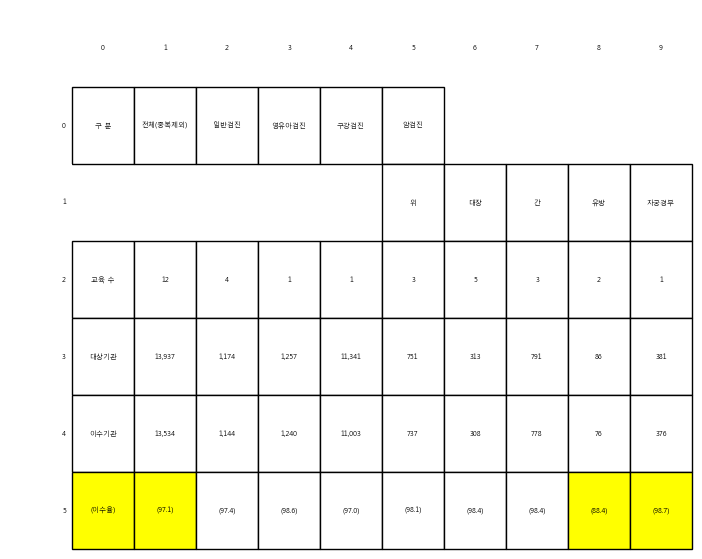 0 1 2 3 4 5 6 7 8 9
0 구 분 전체(중복제외) 일반검진 영유아검진 구강검진 암검진
1 위 대장 간 유방 자궁경부
2 교육 수 12 4 1 1 3 5 3 2 1
3 대상기관 13,937 1,174 1,257 11,341 751 313 791 86 381
4 이수기관 13,534 1,144 1,240 11,003 737 308 778 76 376
5 (이수율) (97.1) (97.4) (98.6) (97.0) (98.1) (98.4) (98.4) (88.4) (98.7)